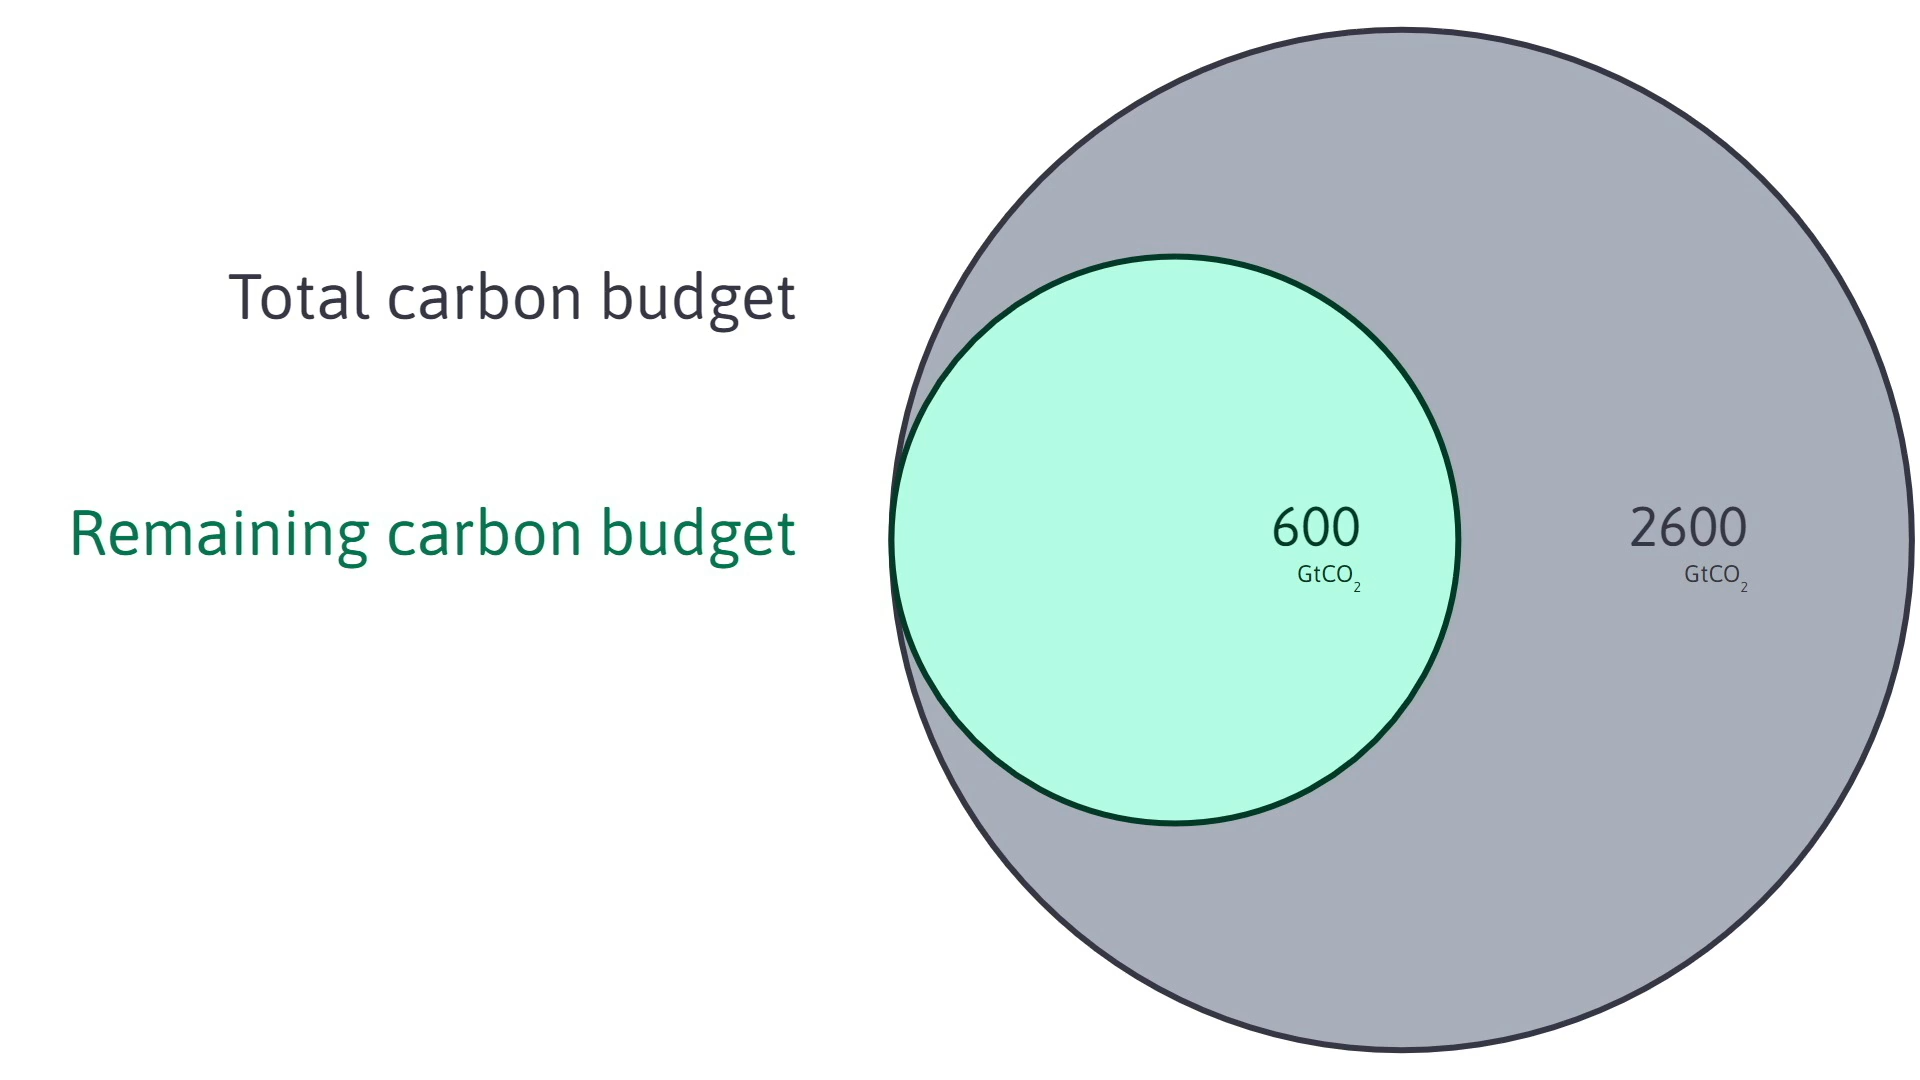 Total carbon budget
Remaining carbon budget
600
GtCO₂
2600
GtCO₂